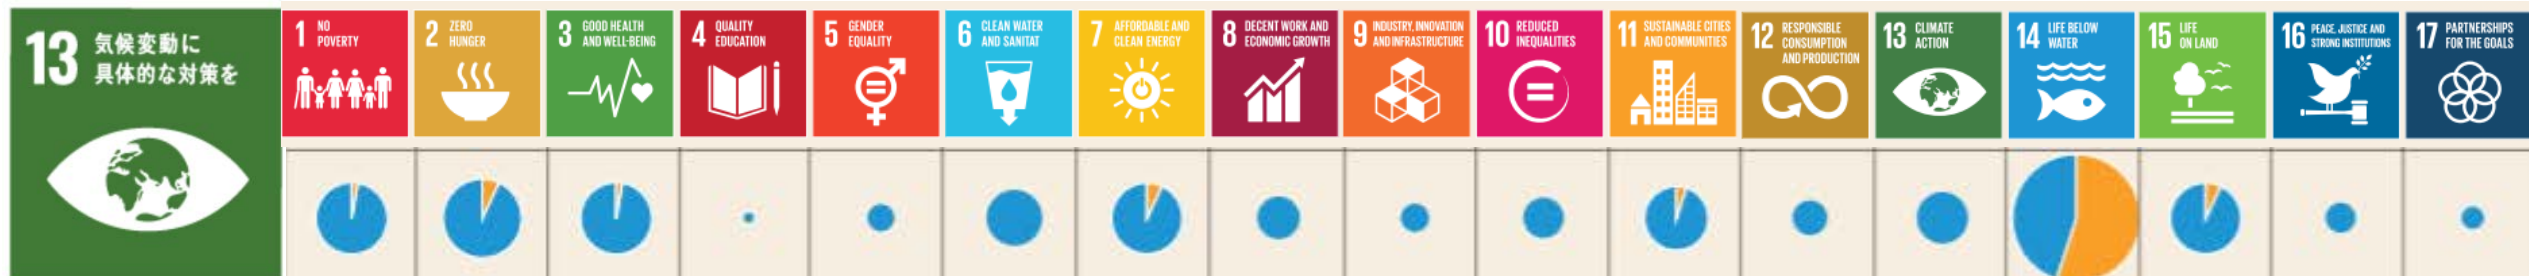 13 気候変動に
具体的な対策を
1 NO
POVERTY
2 ZERO
HUNGER
3 GOOD HEALTH
AND WELL-BEING
4 QUALITY
EDUCATION
5 GENDER
EQUALITY
6 CLEAN WATER
AND SANITAT
7 AFFORDABLE AND
CLEAN ENERGY
8 DECENT WORK AND
ECONOMIC GROWTH
9 INDUSTRY, INNOVATION
AND INFRASTRUCTURE
10 REDUCED
INEQUALITIES
11 SUSTAINABLE CITIES
AND COMMUNITIES
12 RESPONSIBLE
CONSUMPTION
AND PRODUCTION
13 CLIMATE
ACTION
14 LIFE BELOW
WATER
15 LIFE
ON LAND
16 PEACE, JUSTICE AND
STRONG INSTITUTIONS
17 PARTNERSHIPS
FOR THE GOALS